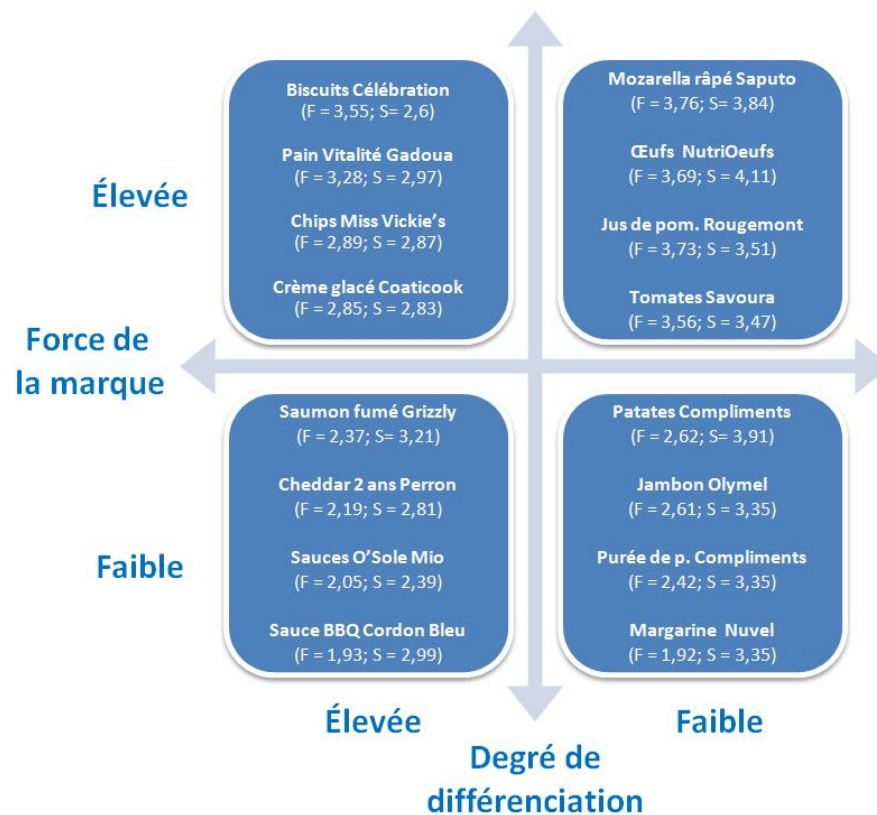 Biscuits Célébration
(F = 3,55; S= 2,6)
Pain Vitalité Gadoua
(F = 3,28; S = 2,97)
Chips Miss Vickie's
(F = 2,89; S = 2,87)
Crème glacé Coaticook
(F = 2,85; S = 2,83)
Mozarella râpé Saputo
(F = 3,76; S= 3,84)
Œufs NutriOeufs
(F = 3,69; S = 4,11)
Jus de pom. Rougemont
(F = 3,73; S = 3,51)
Tomates Savoura
(F = 3,56; S = 3,47)
Élevée
Force de
la marque
Saumon fumé Grizzly
(F = 2,37; S= 3,21)
Cheddar 2 ans Perron
(F = 2,19; S = 2,81)
Sauces O'Sole Mio
(F = 2,05; S = 2,39)
Sauce BBQ Cordon Bleu
(F = 1,93; S = 2,99)
Patates Compliments
(F = 2,62; S= 3,91)
Jambon Olymel
(F = 2,61; S = 3,35)
Purée de p. Compliments
(F = 2,42; S = 3,35)
Margarine Nuvel
(F = 1,92; S = 3,35)
Faible
Élevée
Faible
Degré de
différenciation